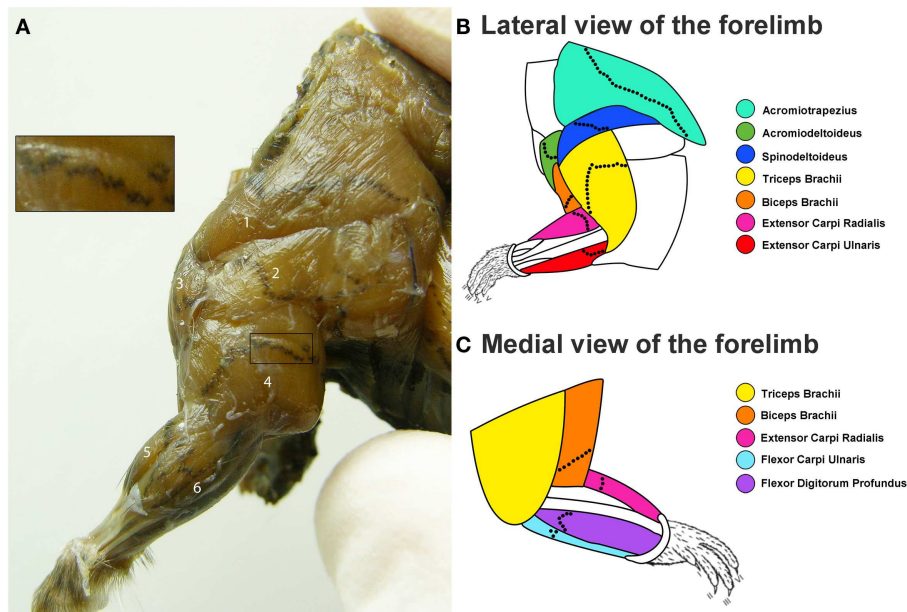 A
1
2
3
4
5
6
B Lateral view of the forelimb
Acromiotrapezius
Acromiodeltoideus
Spinodeltoideus
Triceps Brachii
Biceps Brachii
Extensor Carpi Radialis
Extensor Carpi Ulnaris
C Medial view of the forelimb
Triceps Brachii
Biceps Brachii
Extensor Carpi Radialis
Flexor Carpi Ulnaris
Flexor Digitorum Profundus
II
III